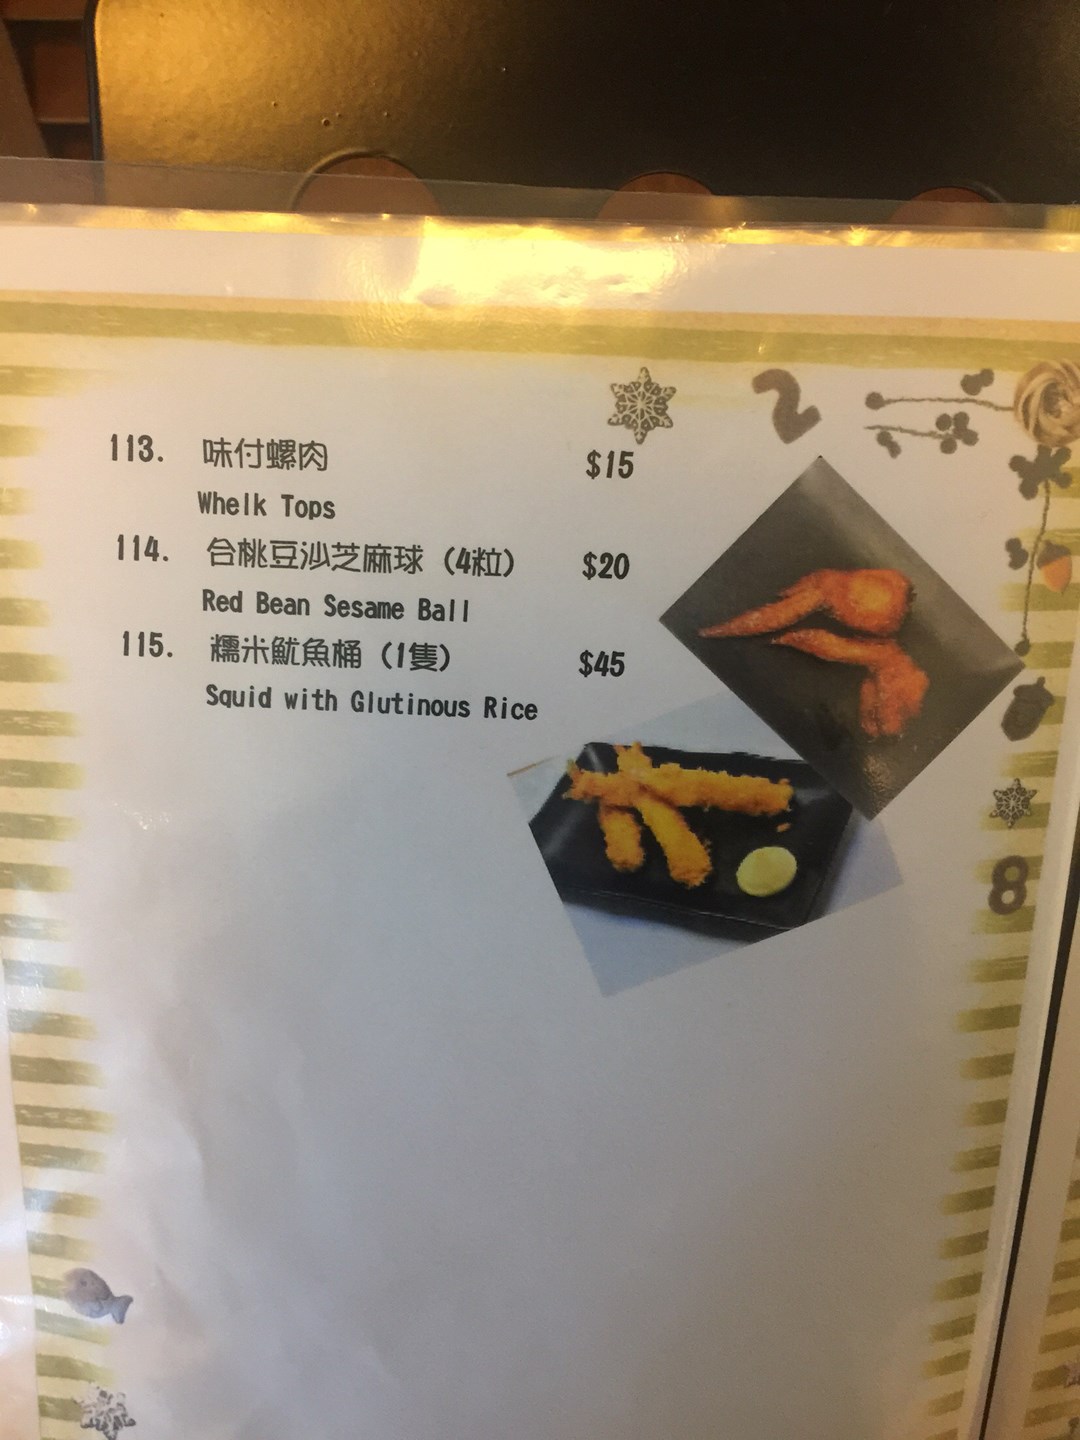 2
113. 味付螺肉 $15
Whelk Tops
114. 合桃豆沙芝麻球 (4粒) $20
Red Bean Sesame Ball
115. 糯米魷魚桶 (1隻) $45
Squid with Glutinous Rice
8